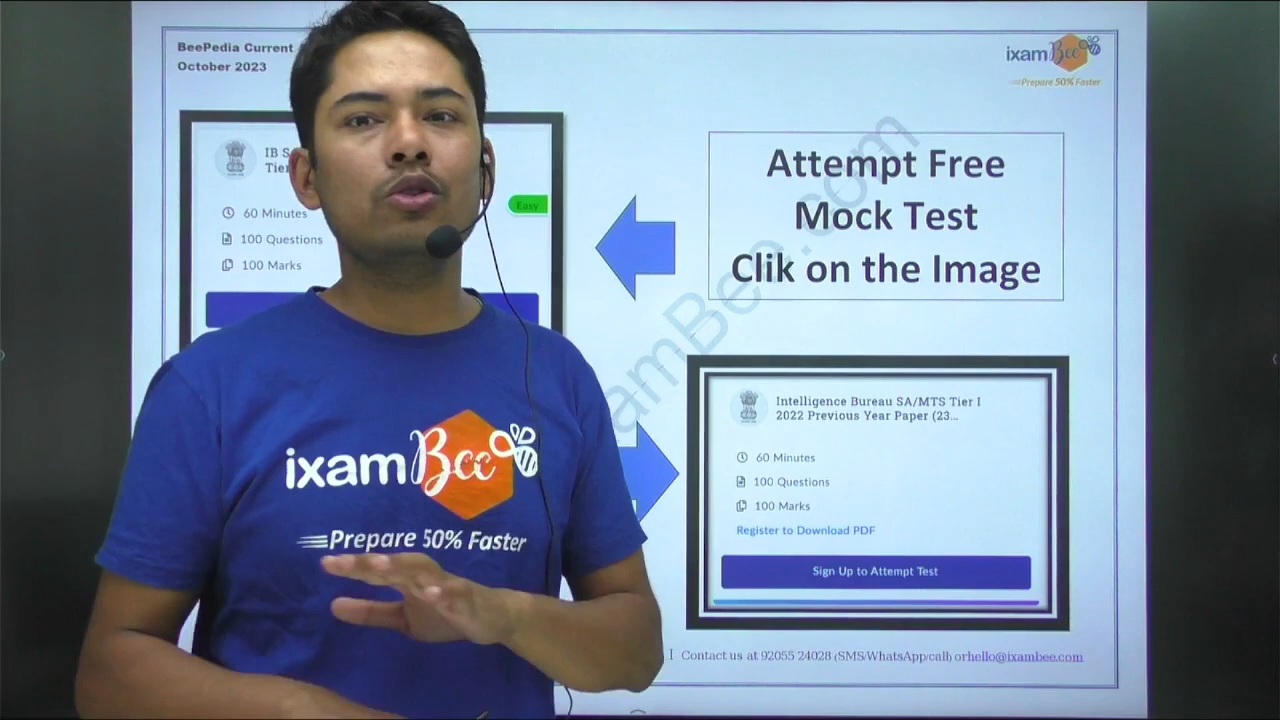 BeePedia Current
October 2023
ixamBee
Prepare 50% Faster
IB S
Tier
60 Minutes
100 Questions
100 Marks
Easy
Attempt Free
Mock Test
Clik on the Image
amBee.com
Intelligence Bureau SA/MTS Tier I
2022 Previous Year Paper (23...
60 Minutes
100 Questions
100 Marks
Register to Download PDF
Sign Up to Attempt Test
ixamBee
Prepare 50% Faster
Contact us at 92055 24028 (SMS/WhatsApp/call) orhello@ixambee.com